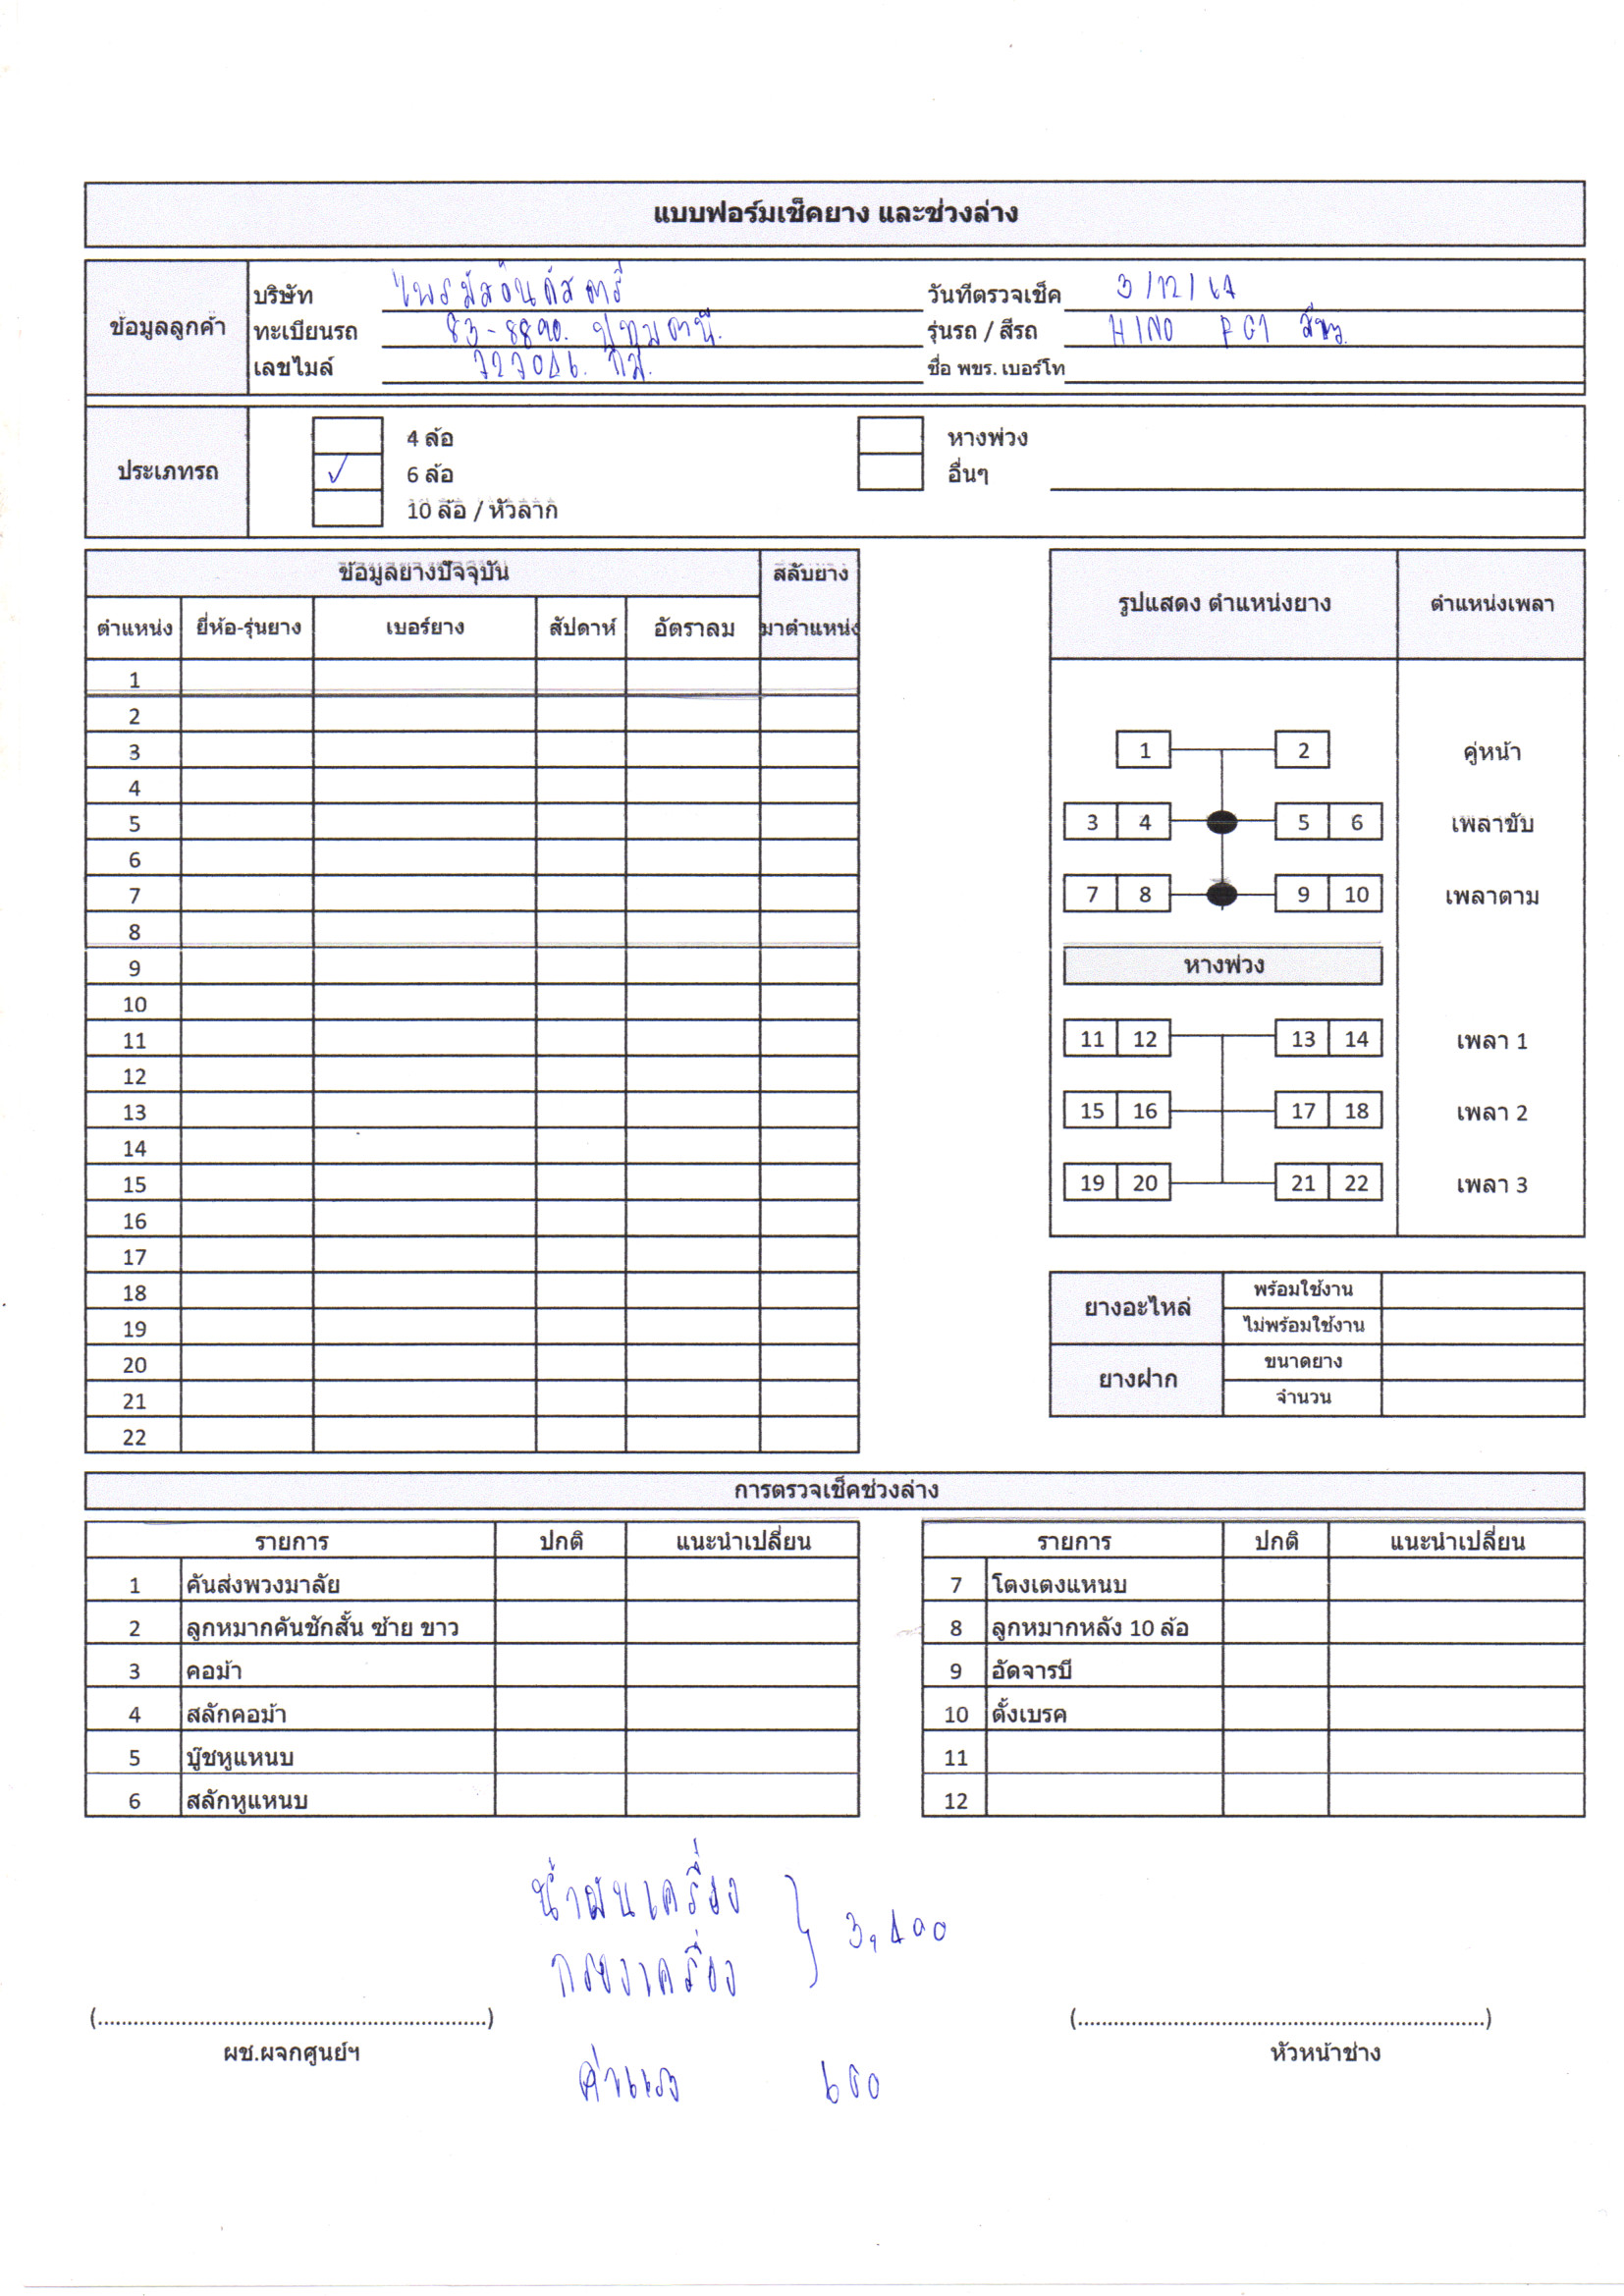 แบบฟอร์มเช็คยาง และช่วงล่าง
ข้อมูลลูกค้า
บริษัท ไพรมัสอินดัสตรี วันที่ตรวจเช็ค 3/12/67
ทะเบียนรถ 83-8890. ปทุมธานี. รุ่นรถ / สีรถ HINO FG1 สีขาว
เลขไมล์ กม. ชื่อ พขร. เบอร์โท
ประเภทรถ
4 ล้อ หางพ่วง
✓ 6 ล้อ อื่นๆ
10 ล้อ / หัวลาก
ข้อมูลยางปัจจุบัน สลับยาง
ตำแหน่ง ยี่ห้อ-รุ่นยาง เบอร์ยาง สัปดาห์ อัตราลม มาตำแหน่ง
1
2
3
4
5
6
7
8
9
10
11
12
13
14
15
16
17
18
19
20
21
22
รูปแสดง ตำแหน่งยาง ตำแหน่งเพลา
1 2 คู่หน้า
3 4 5 6 เพลาขับ
7 8 9 10 เพลาตาม
หางพ่วง
11 12 13 14 เพลา 1
15 16 17 18 เพลา 2
19 20 21 22 เพลา 3
ยางอะไหล่ พร้อมใช้งาน
ไม่พร้อมใช้งาน
ยางฝาก ขนาดยาง
จำนวน
การตรวจเช็คช่วงล่าง
รายการ ปกติ แนะนำเปลี่ยน
1 คันส่งพวงมาลัย
2 ลูกหมากคันชักสั้น ซ้าย ขาว
3 คอม้า
4 สลักคอม้า
5 บู๊ชหูแหนบ
6 สลักหูแหนบ
รายการ ปกติ แนะนำเปลี่ยน
7 โตงเตงแหนบ
8 ลูกหมากหลัง 10 ล้อ
9 อัดจารบี
10 ตั้งเบรค
11
12
น้ำมันเครื่อง
กรองเครื่อง 3,400
(.................................................................) (.....................................................................)
ผช.ผจกศูนย์ฯ หัวหน้าช่าง
ค่าแรง 600